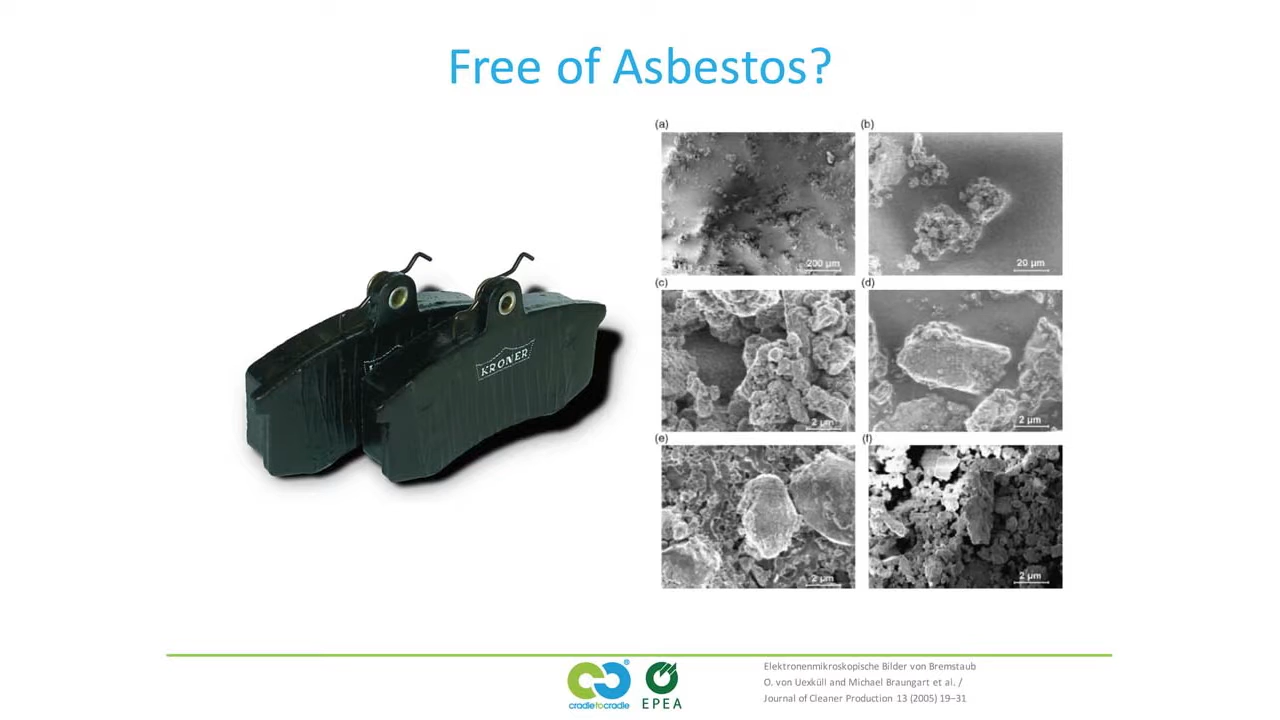 Free of Asbestos?
(a)
(b)
200 µm
20 µm
(c)
(d)
2 µm
2 µm
(e)
(f)
2 µm
2 µm
KRONER
cradletocradle
®
EPEA
Elektronenmikroskopische Bilder von Bremstaub
O. von Uexküll and Michael Braungart et al. /
Journal of Cleaner Production 13 (2005) 19–31